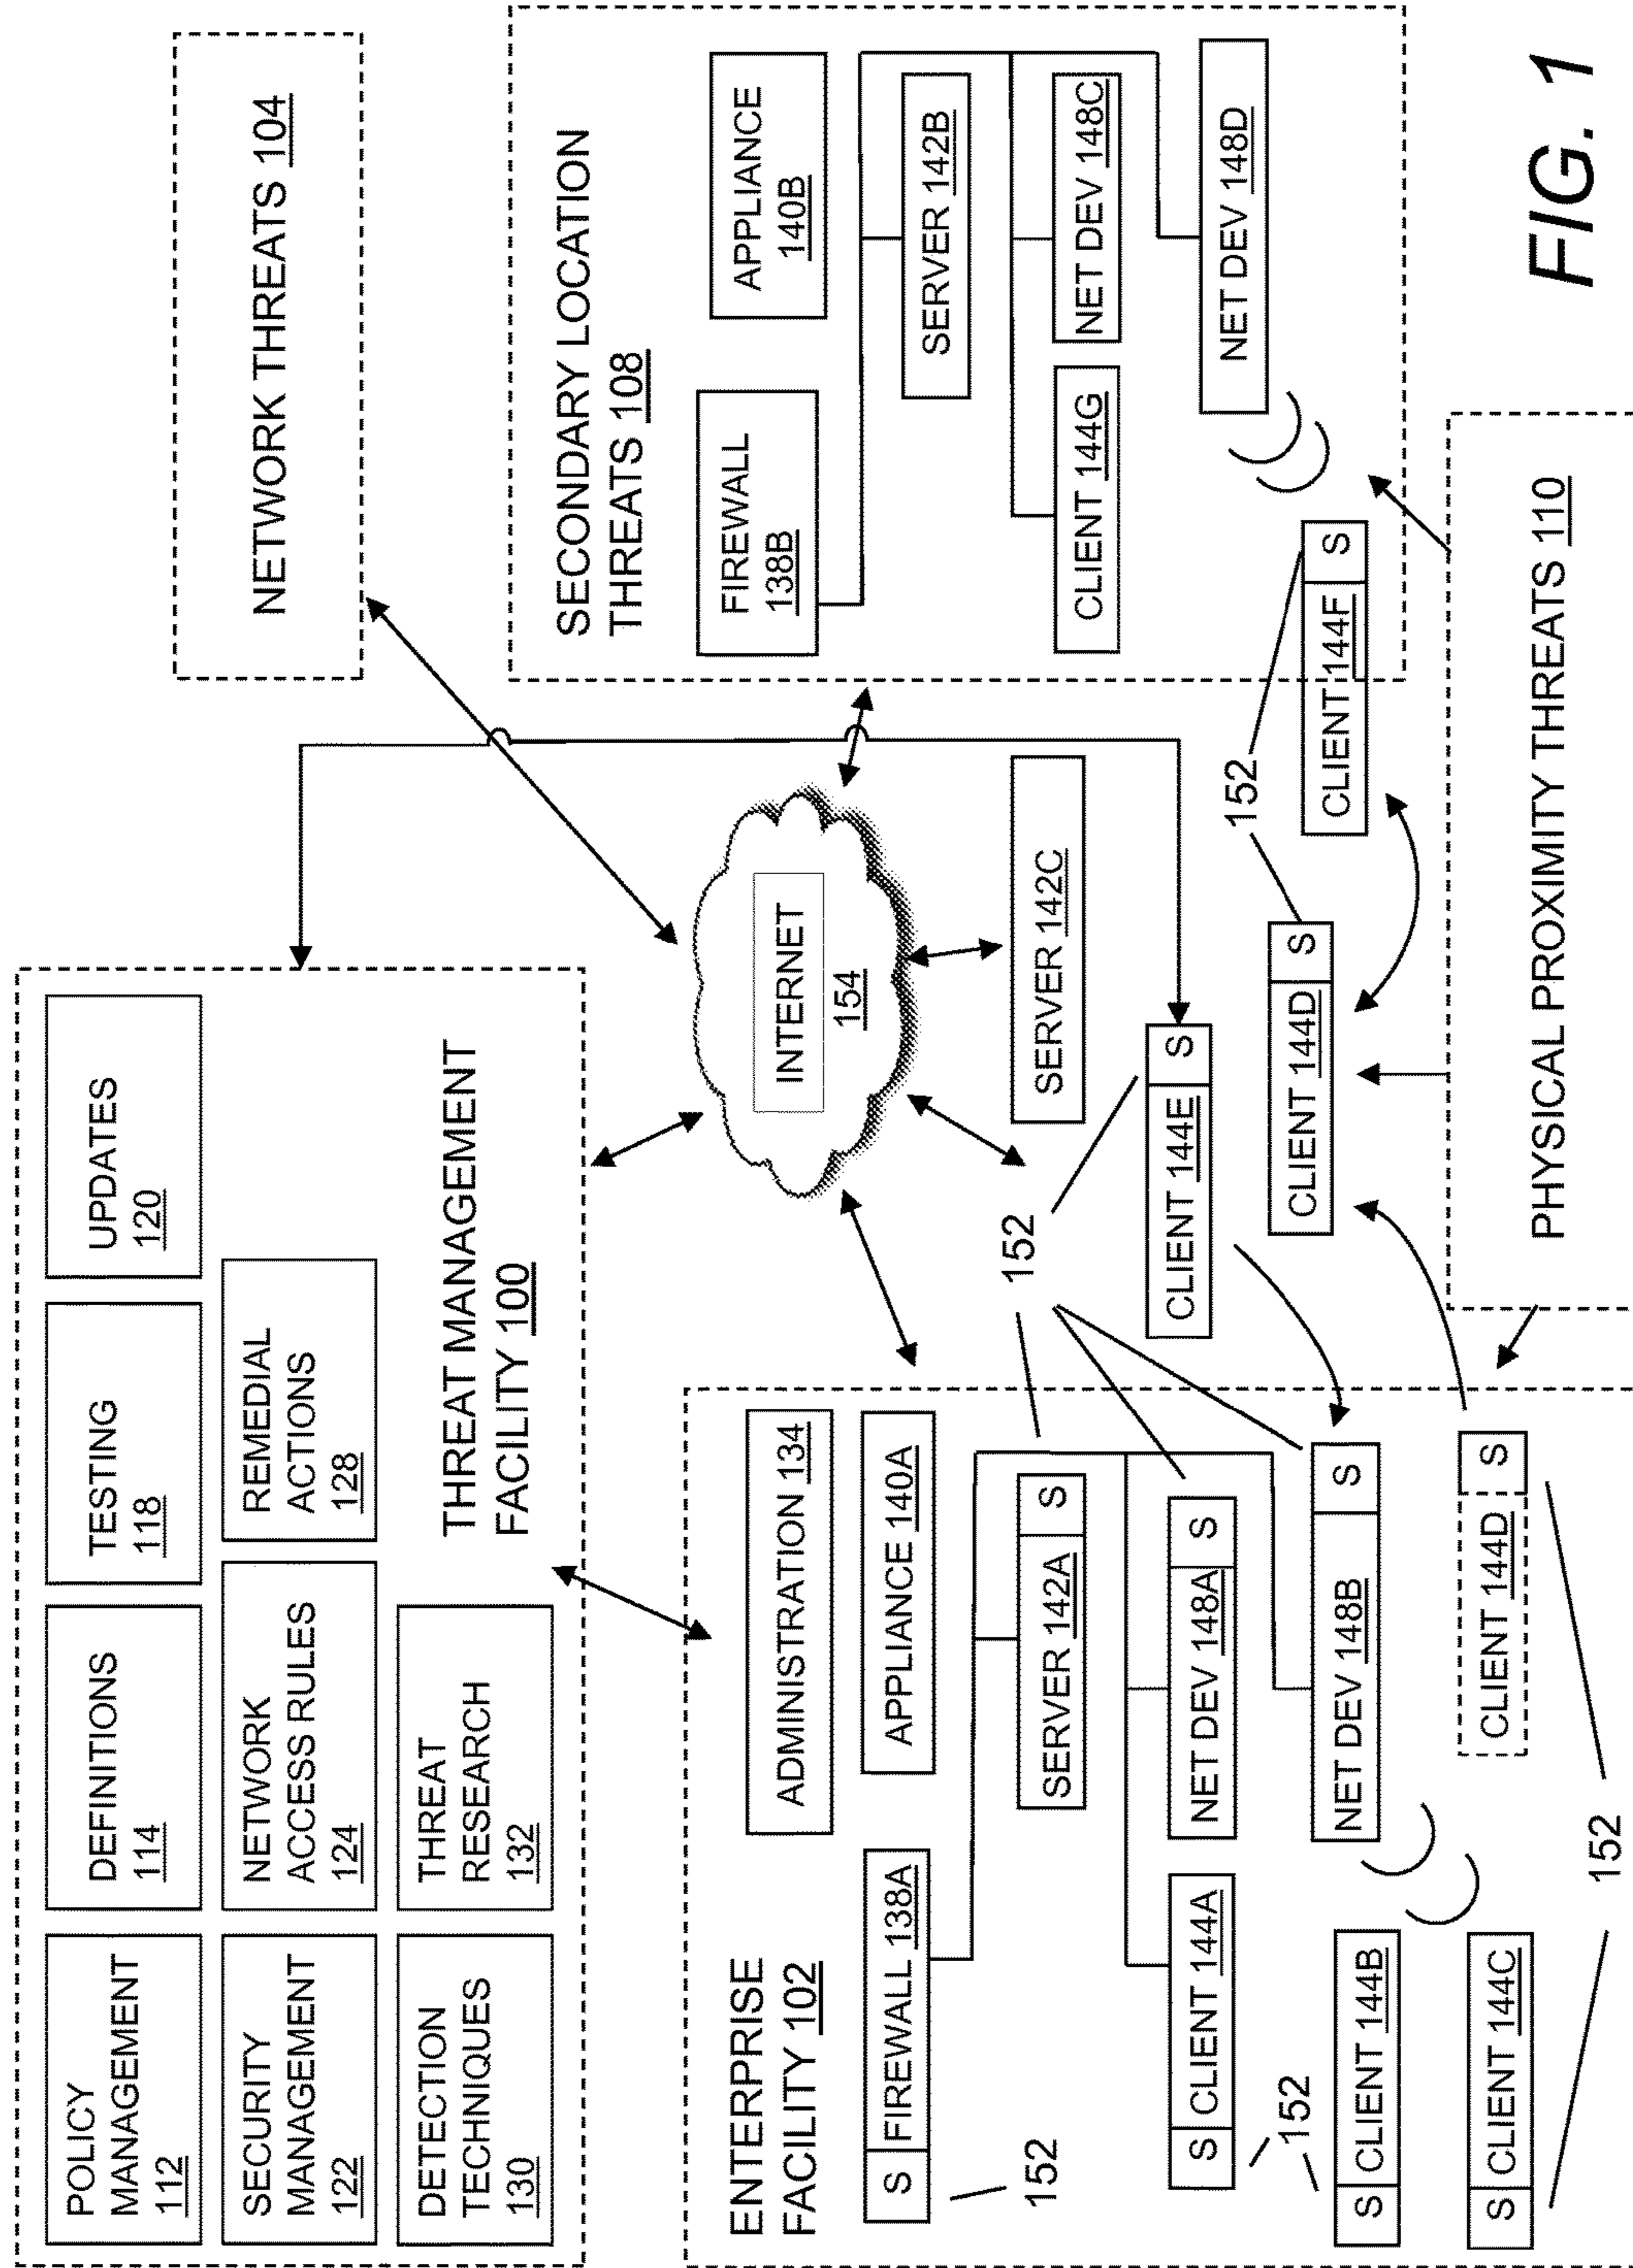 POLICY
MANAGEMENT
112
DEFINITIONS
114
TESTING
118
UPDATES
120
SECURITY
MANAGEMENT
122
NETWORK
ACCESS RULES
124
REMEDIAL
ACTIONS
128
DETECTION
TECHNIQUES
130
THREAT
RESEARCH
132
THREAT MANAGEMENT
FACILITY 100
NETWORK THREATS 104
ENTERPRISE
FACILITY 102
ADMINISTRATION 134
S FIREWALL 138A
APPLIANCE 140A
152
SERVER 142A S
S CLIENT 144A
NET DEV 148A S
152
S CLIENT 144B
NET DEV 148B S
S CLIENT 144C
CLIENT 144D S
152
INTERNET
154
152
SERVER 142C
CLIENT 144E S
CLIENT 144D S
152
CLIENT 144F S
SECONDARY LOCATION
THREATS 108
FIREWALL
138B
APPLIANCE
140B
SERVER 142B
CLIENT 144G
NET DEV 148C
NET DEV 148D
PHYSICAL PROXIMITY THREATS 110
FIG. 1